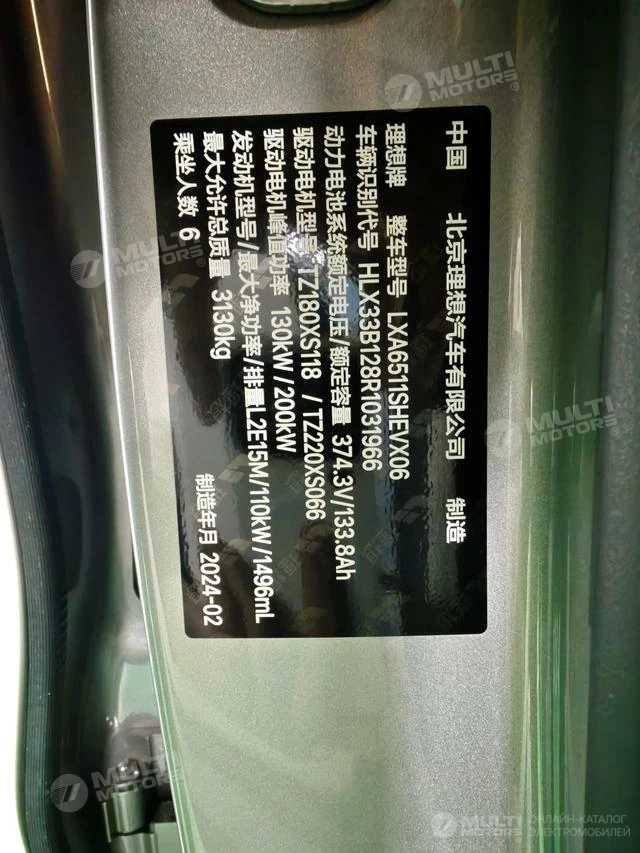 中国 北京理想汽车有限公司 制造
理想牌 整车型号 LXA6511SHEVX06
车辆识别代号 HLX33B128R1031966
动力电池系统额定电压/额定容量 374.3V/133.8Ah
驱动电机型号 TZ180XS118 / TZ220XS066
驱动电机峰值功率 130kW/200kW
发动机型号/最大净功率/排量L2E15M/110kW/1496mL
最大允许总质量 3130kg 制造年月 2024-02
乘坐人数 6
MULTI MOTORS®
MULTI MOTORS®
MULTI MOTORS®
MULTI MOTORS®
MULTI MOTORS®
MULTI MOTORS
ОНЛАЙН-КАТАЛОГ
ЭЛЕКТРОМОБИЛЕЙ